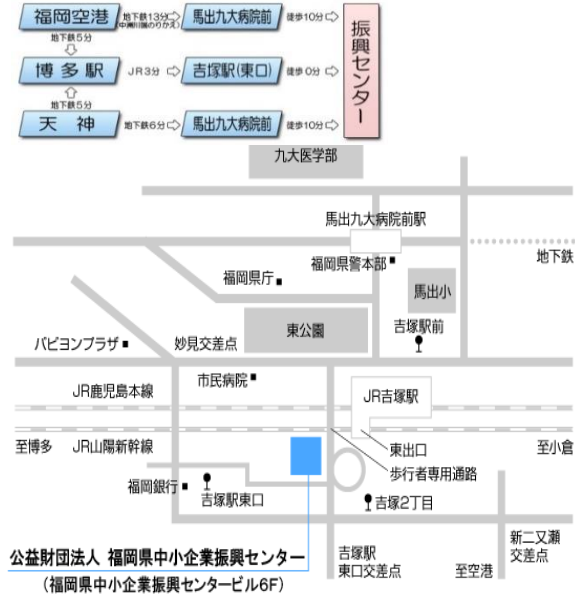 福岡空港 地下鉄13分 (中洲川端のりかえ) 馬出九大病院前 徒歩10分
地下鉄5分
博多駅 JR3分 吉塚駅(東口) 徒歩0分
地下鉄5分
天神 地下鉄6分 馬出九大病院前 徒歩10分
振興センター
九大医学部
馬出九大病院前駅
地下鉄
福岡県警本部
福岡県庁
馬出小
東公園
吉塚駅前
パピヨンプラザ
妙見交差点
市民病院
JR鹿児島本線
JR吉塚駅
至博多
JR山陽新幹線
東出口
至小倉
歩行者専用通路
福岡銀行
吉塚駅東口
吉塚2丁目
公益財団法人 福岡県中小企業振興センター
(福岡県中小企業振興センタービル6F)
吉塚駅
東口交差点
至空港
新二又瀬
交差点